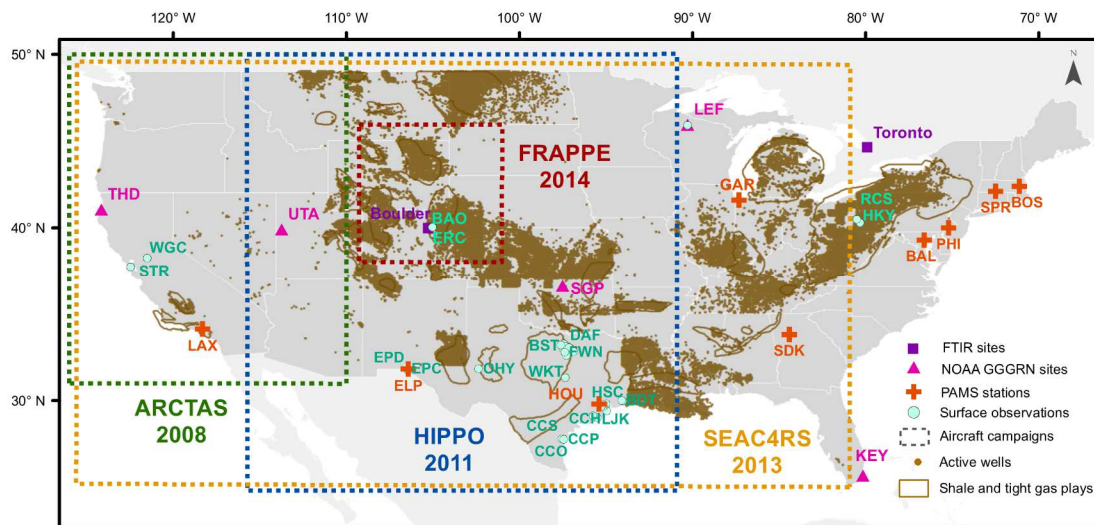 120° W 110° W 100° W 90° W 80° W 70° W
50° N
N
LEF
Toronto
FRAPPE
2014
THD
UTA
GAR
RCS
HKY
Boulder
BAO
ERC
SPR
BOS
40° N
WGC
STR
BAL
PHI
SGP
LAX
EPD
EPC
ELP
OHY
BST
DAF
FWN
WKT
SDK
FTIR sites
NOAA GGGRN sites
PAMS stations
Surface observations
Aircraft campaigns
Active wells
Shale and tight gas plays
30° N
HOU
HSC
CCH
LJK
CCS
CCP
CCO
ARCTAS
2008
HIPPO
2011
SEAC4RS
2013
KEY